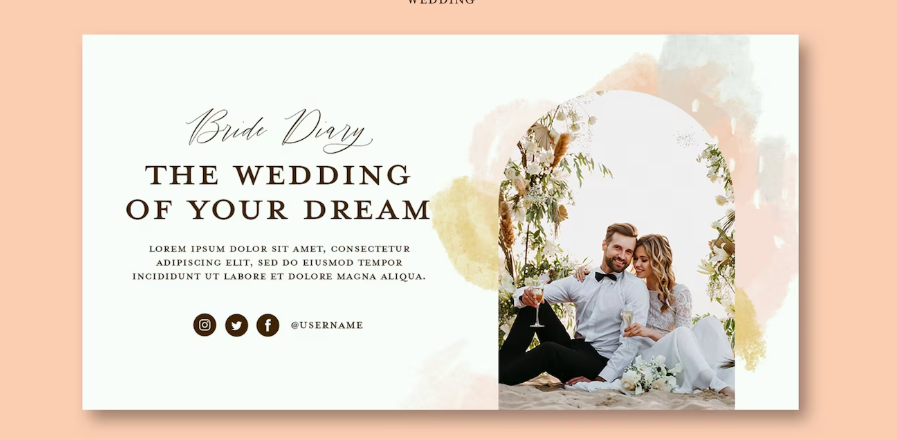 WEDDING
Bride Diary
THE WEDDING
OF YOUR DREAM
LOREM IPSUM DOLOR SIT AMET, CONSECTETUR
ADIPISCING ELIT, SED DO EIUSMOD TEMPOR
INCIDIDUNT UT LABORE ET DOLORE MAGNA ALIQUA.
@USERNAME